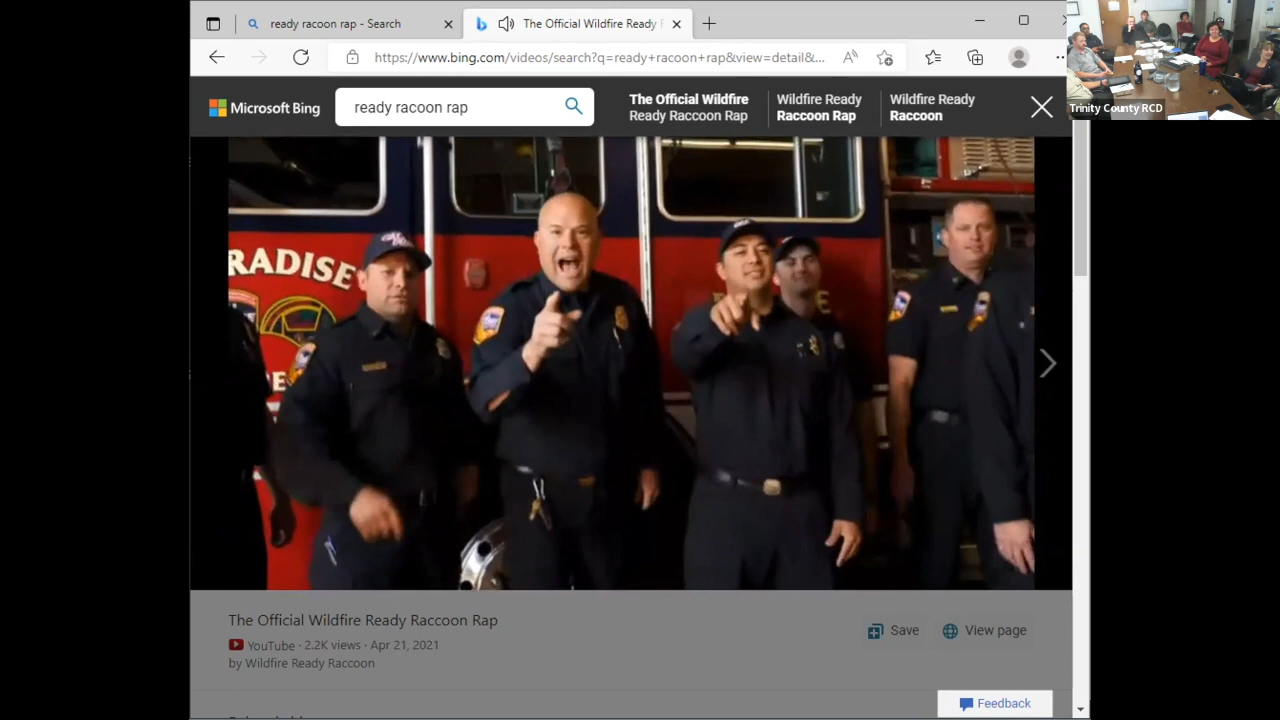 ready racoon rap - Search
The Official Wildfire Ready
https://www.bing.com/videos/search?q=ready+racoon+rap&view=detail&...
Microsoft Bing
ready racoon rap
The Official Wildfire
Ready Raccoon Rap
Wildfire Ready
Raccoon Rap
Wildfire Ready
Raccoon
Trinity County RCD
RADISE
The Official Wildfire Ready Raccoon Rap
YouTube · 2.2K views · Apr 21, 2021
by Wildfire Ready Raccoon
Save
View page
Feedback